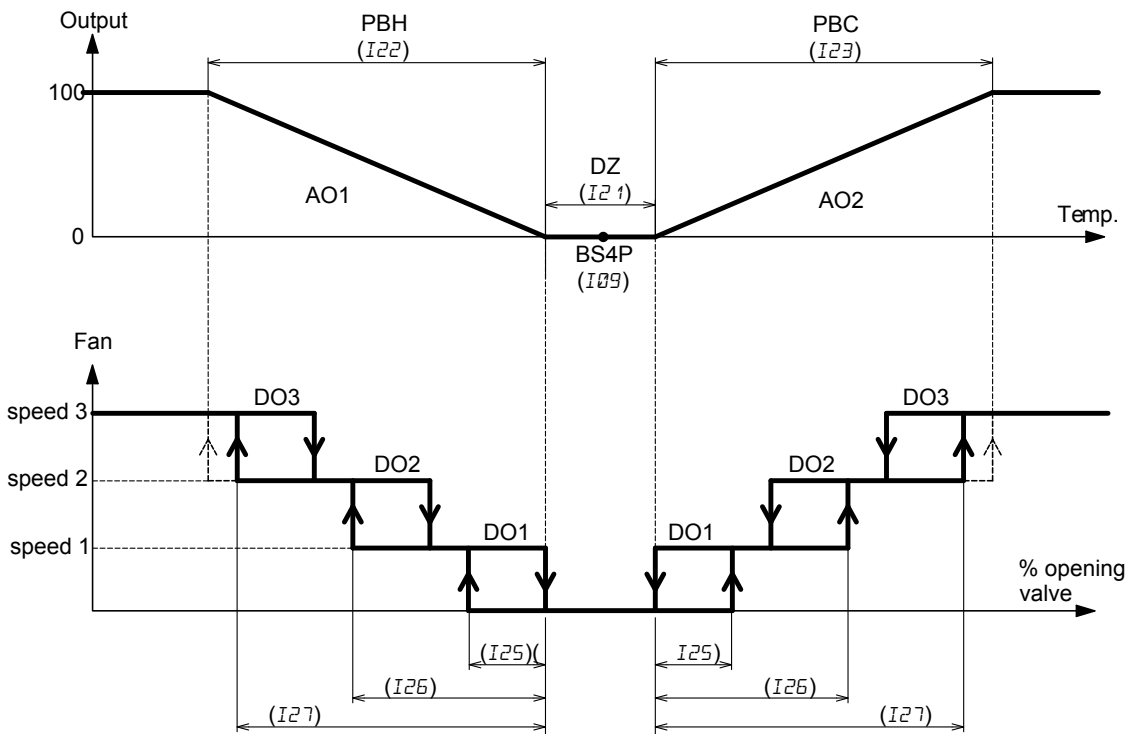 Output
PBH
(I22)
PBC
(I23)
100
DZ
(I21)
AO1
AO2
Temp.
0
BS4P
(I09)
Fan
speed 3
DO3
DO3
speed 2
DO2
DO2
speed 1
DO1
DO1
% opening
valve
(I25)(
I25)
(I26)
(I26)
(I27)
(I27)